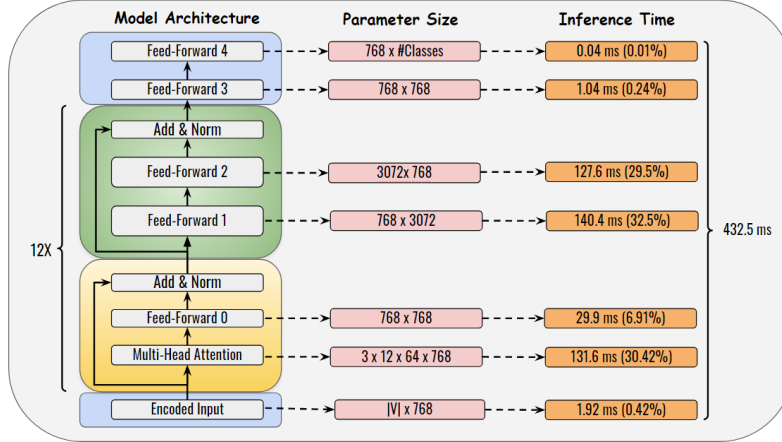 Model Architecture Parameter Size Inference Time
Feed-Forward 4 768 x #Classes 0.04 ms (0.01%)
Feed-Forward 3 768 x 768 1.04 ms (0.24%)
Add & Norm
Feed-Forward 2 3072x 768 127.6 ms (29.5%)
Feed-Forward 1 768 x 3072 140.4 ms (32.5%)
12X
432.5 ms
Add & Norm
Feed-Forward 0 768 x 768 29.9 ms (6.91%)
Multi-Head Attention 3 x 12 x 64 x 768 131.6 ms (30.42%)
Encoded Input |V| x 768 1.92 ms (0.42%)